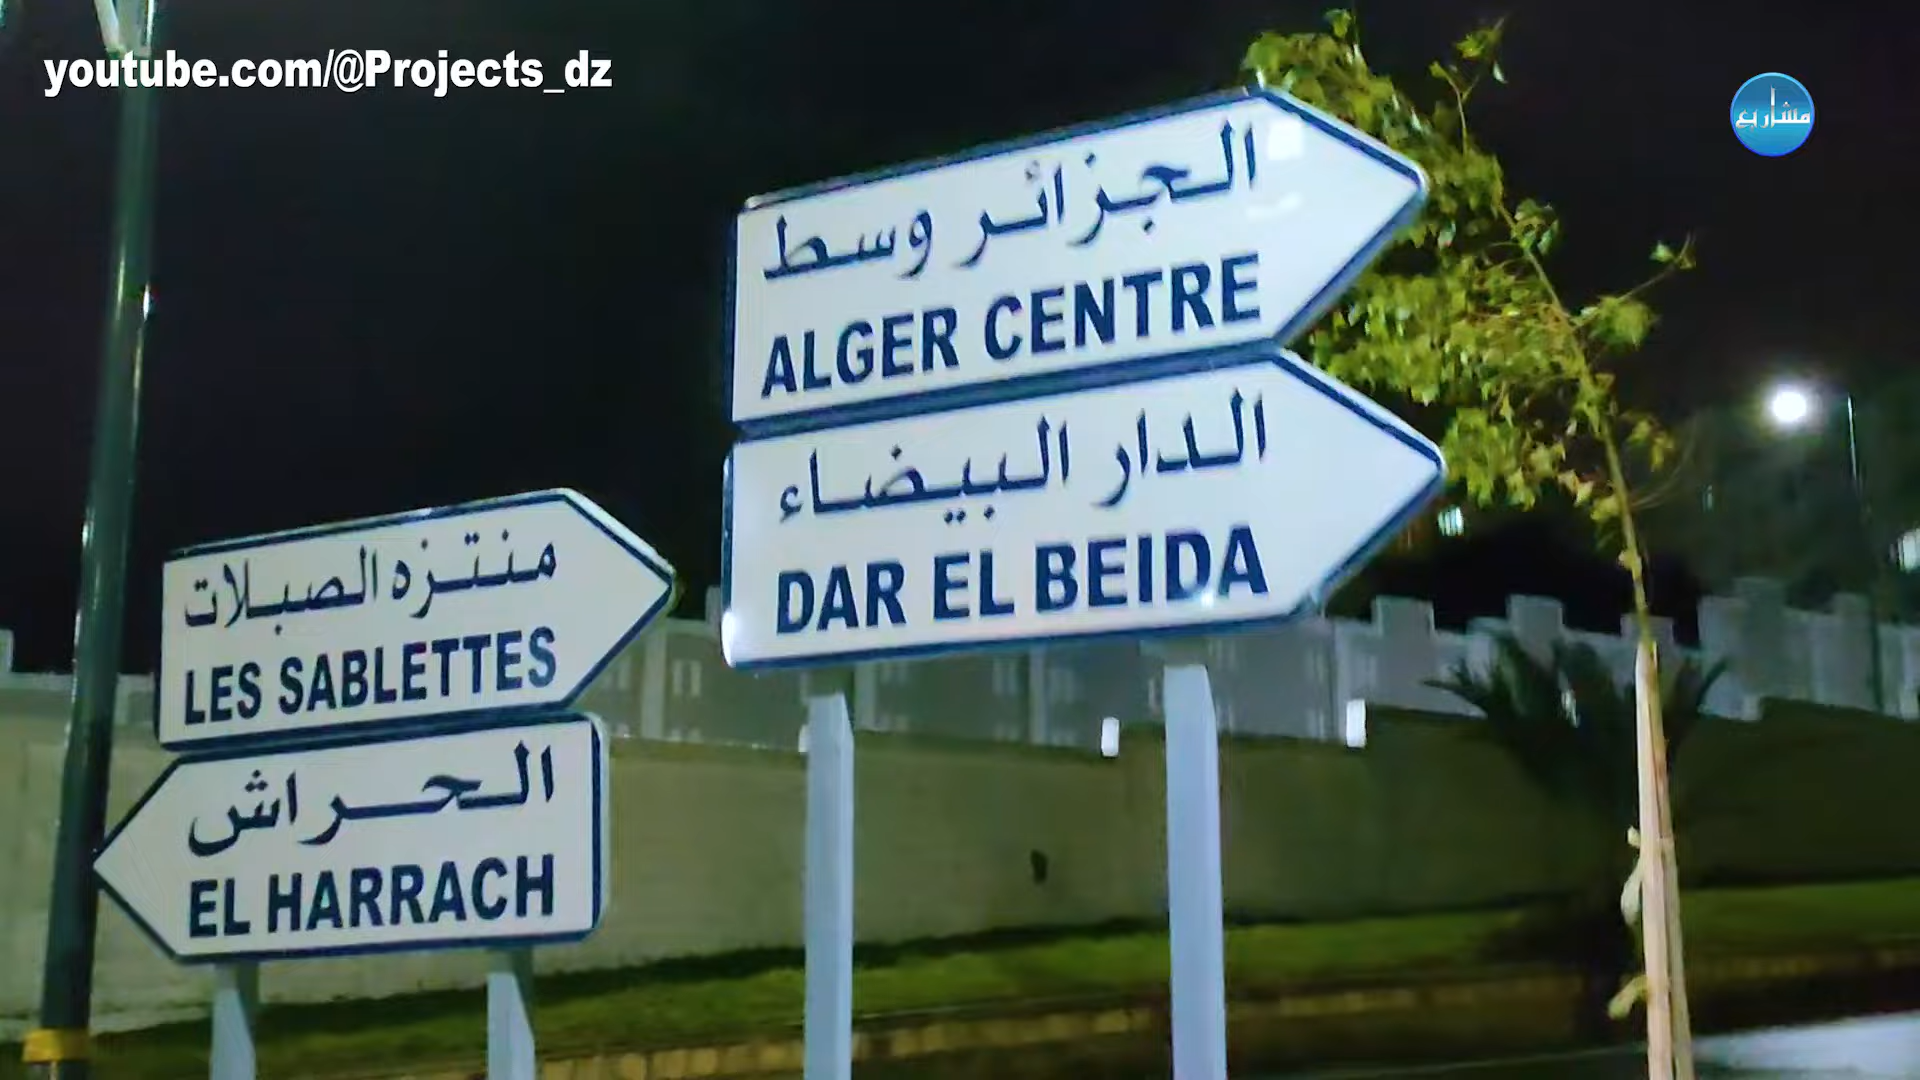 youtube.com/@Projects_dz
مشاريع
الجزائر وسط
ALGER CENTRE
الدار البيضاء
DAR EL BEIDA
منتزه الصبلات
LES SABLETTES
الحراش
EL HARRACH